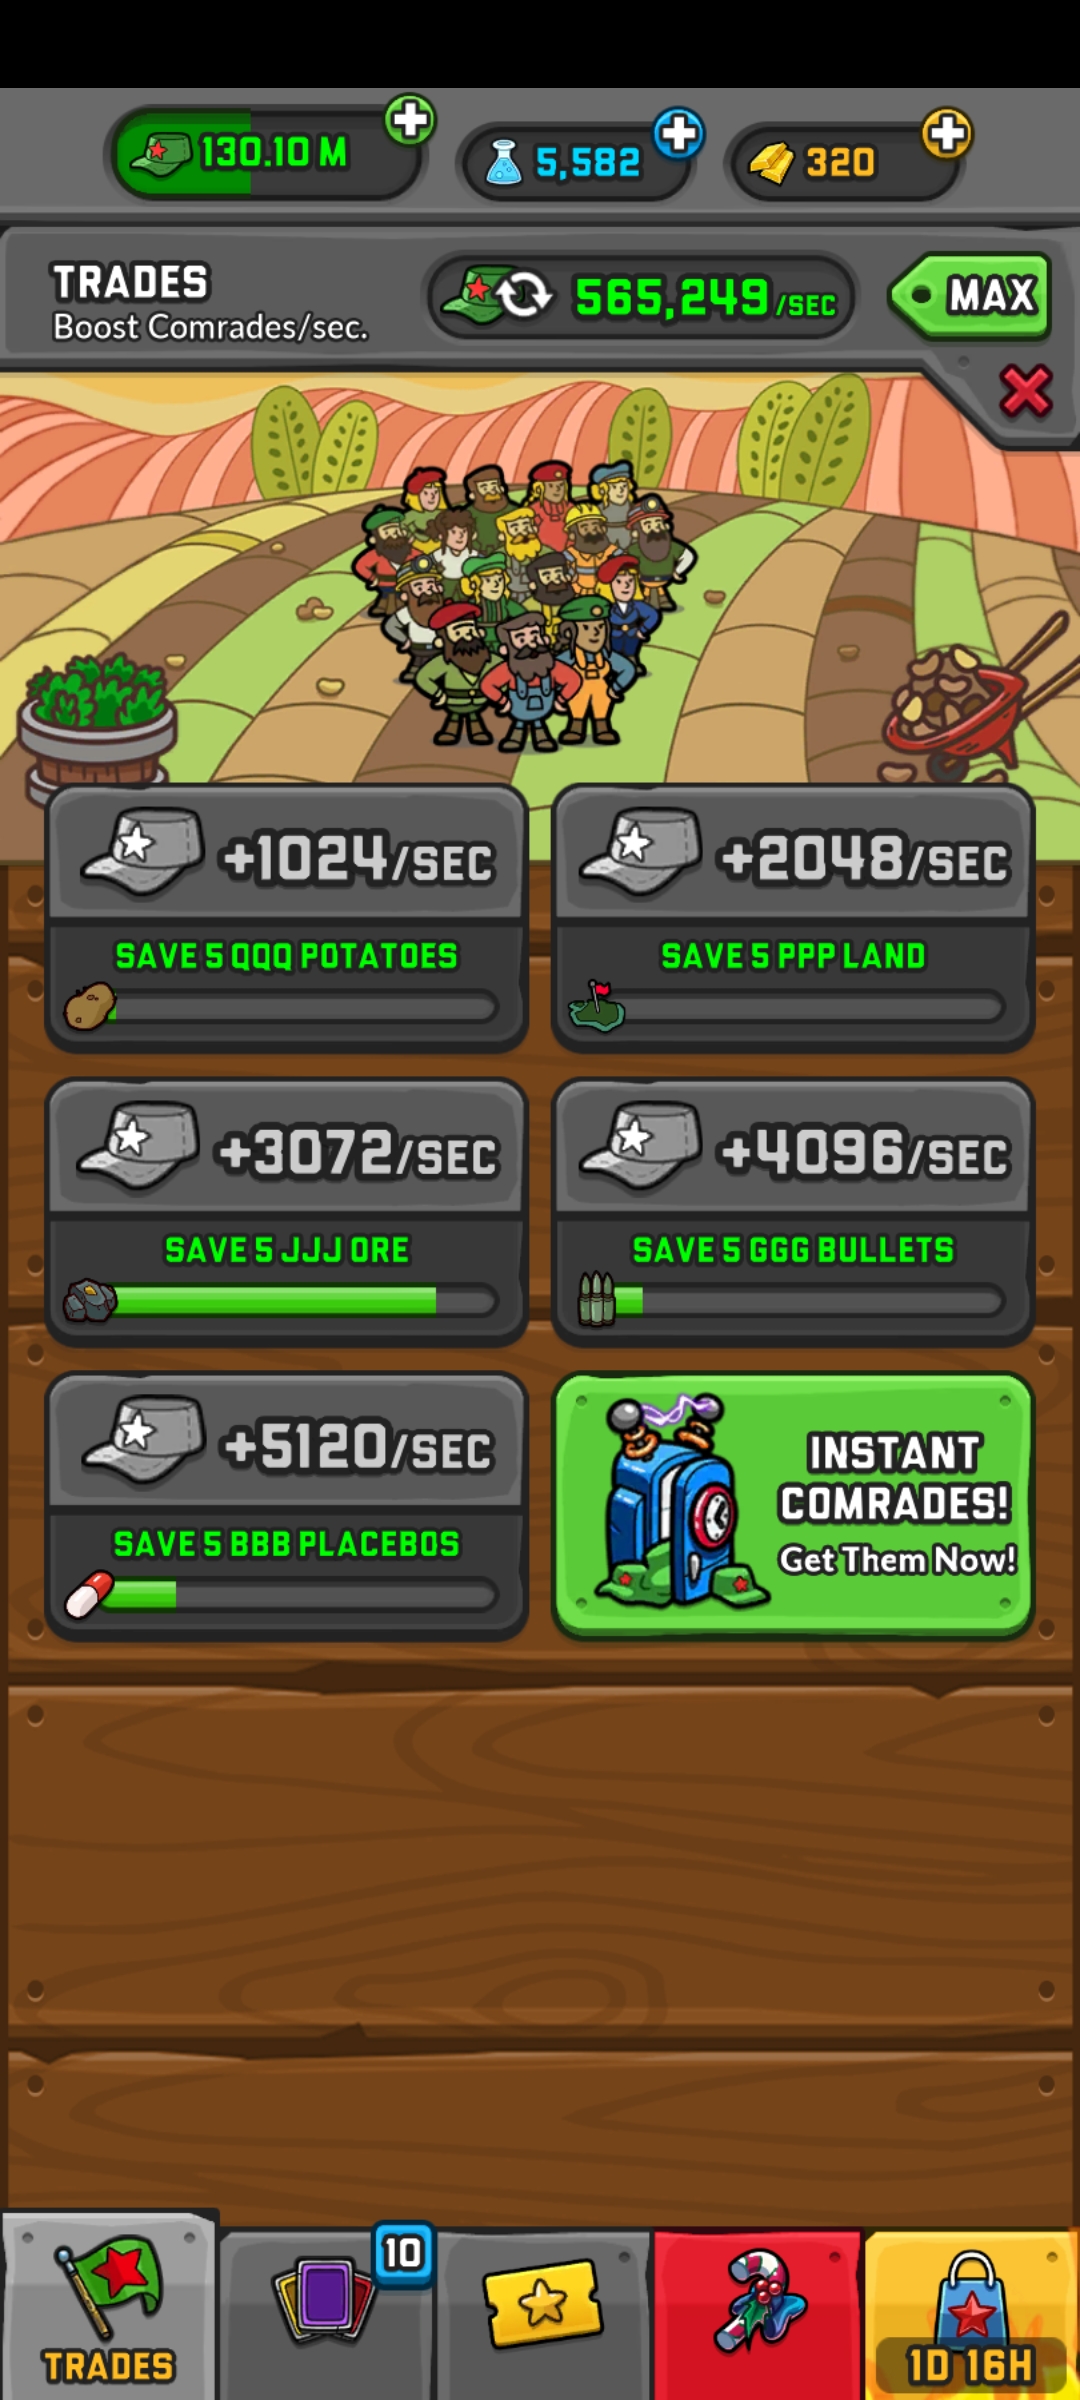 130.10 M
5,582
320
TRADES
Boost Comrades/sec.
565,249/SEC
MAX
+1024/SEC
SAVE 5 QQQ POTATOES
+2048/SEC
SAVE 5 PPP LAND
+3072/SEC
SAVE 5 JJJ ORE
+4096/SEC
SAVE 5 GGG BULLETS
+5120/SEC
SAVE 5 BBB PLACEBOS
INSTANT
COMRADES!
Get Them Now!
10
TRADES
1D 16H